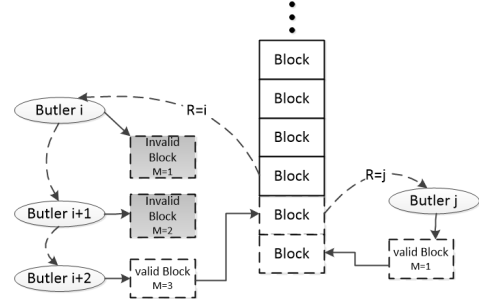 Block
Block
Block
Block
Block
Block
R=i
Butler i
Invalid
Block
M=1
Butler i+1
Invalid
Block
M=2
Butler i+2
valid Block
M=3
R=j
Butler j
valid Block
M=1